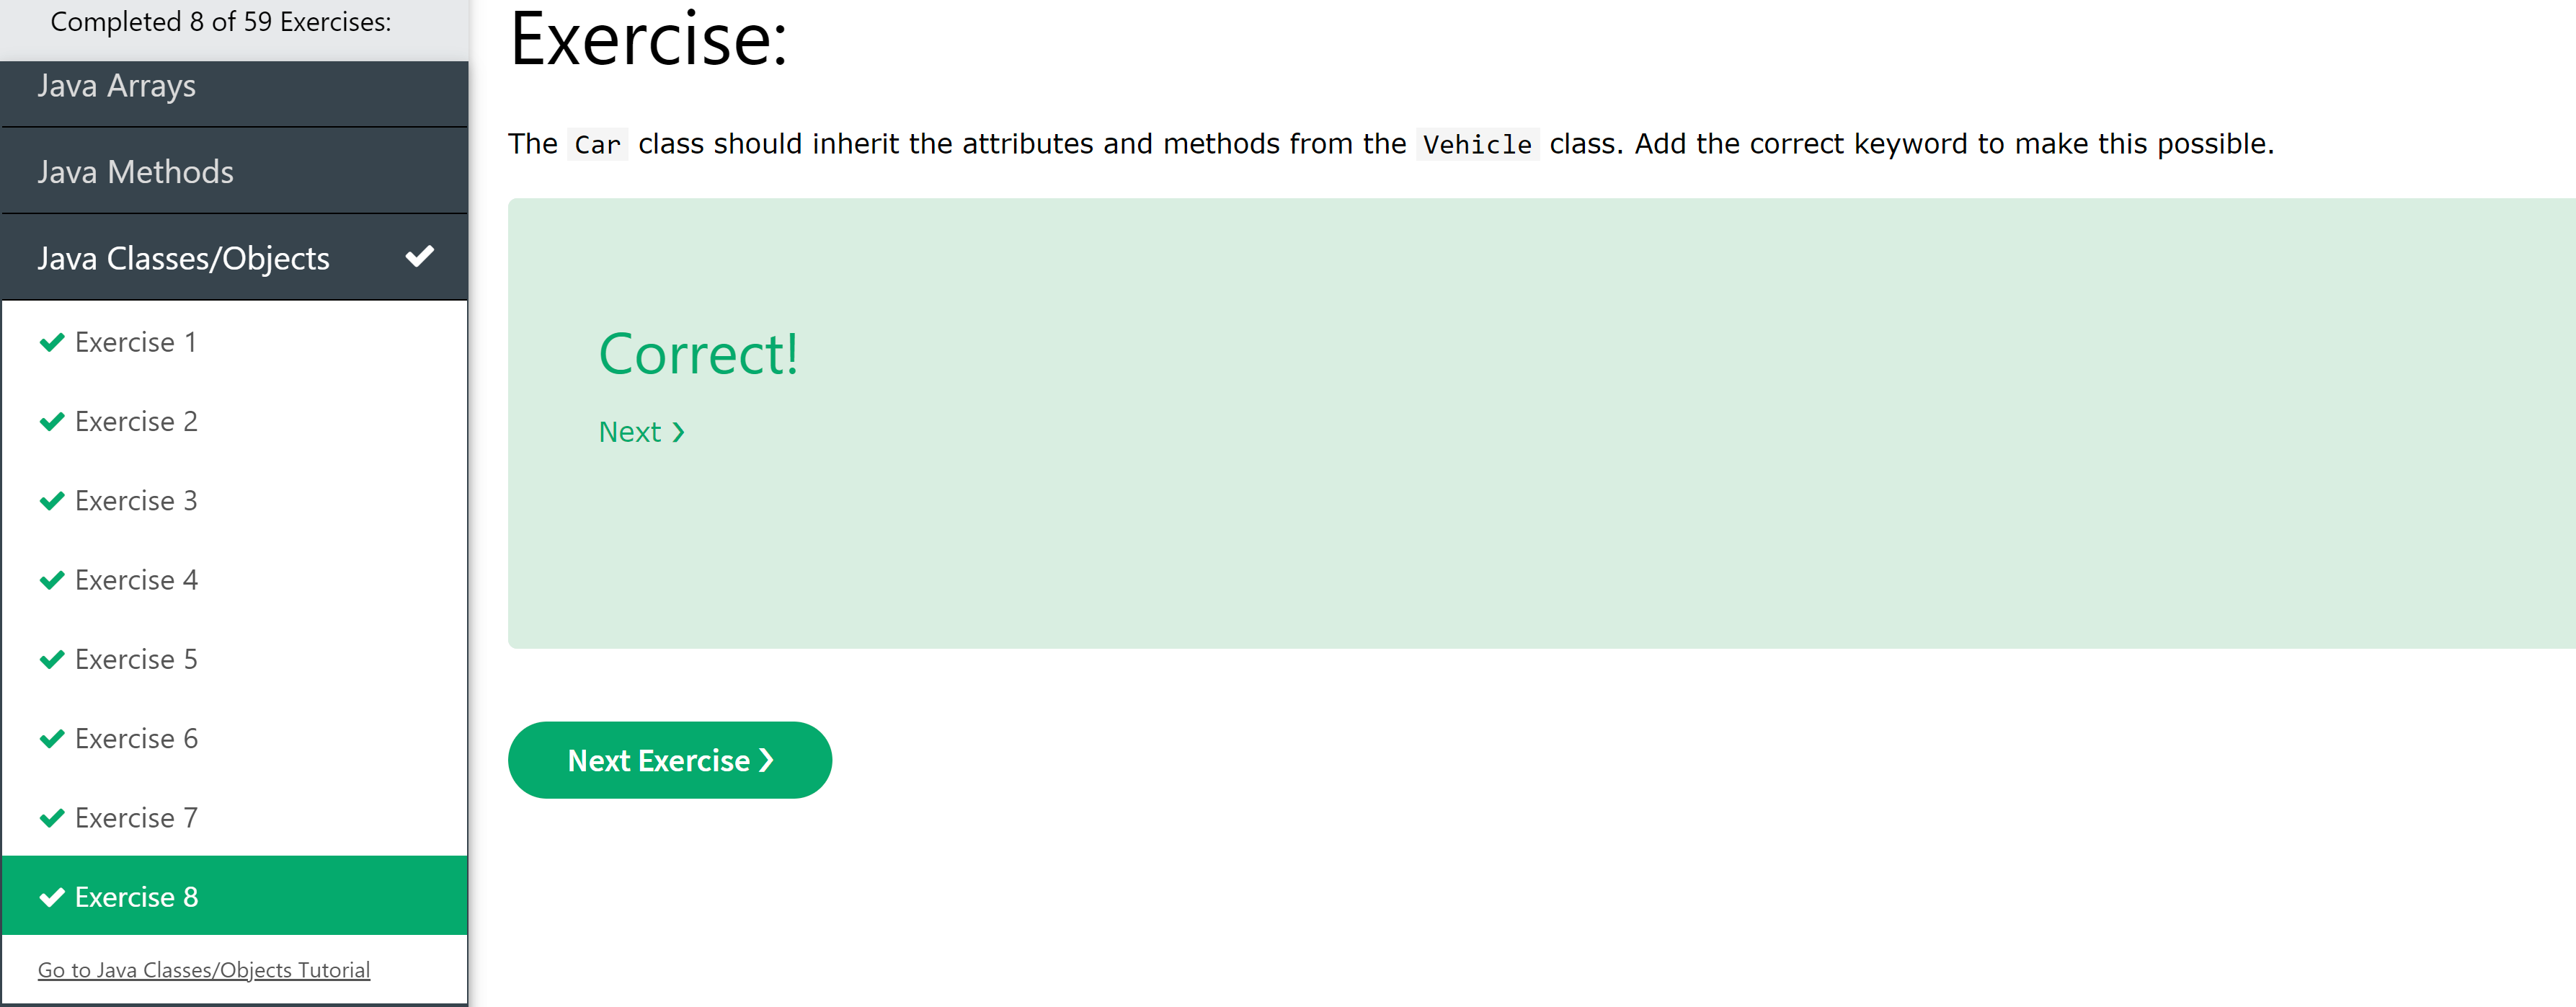 Completed 8 of 59 Exercises:
Java Arrays
Java Methods
Java Classes/Objects
Exercise 1
Exercise 2
Exercise 3
Exercise 4
Exercise 5
Exercise 6
Exercise 7
Exercise 8
Go to Java Classes/Objects Tutorial
Exercise:
The Car class should inherit the attributes and methods from the Vehicle class. Add the correct keyword to make this possible.
Correct!
Next ❯
Next Exercise ❯